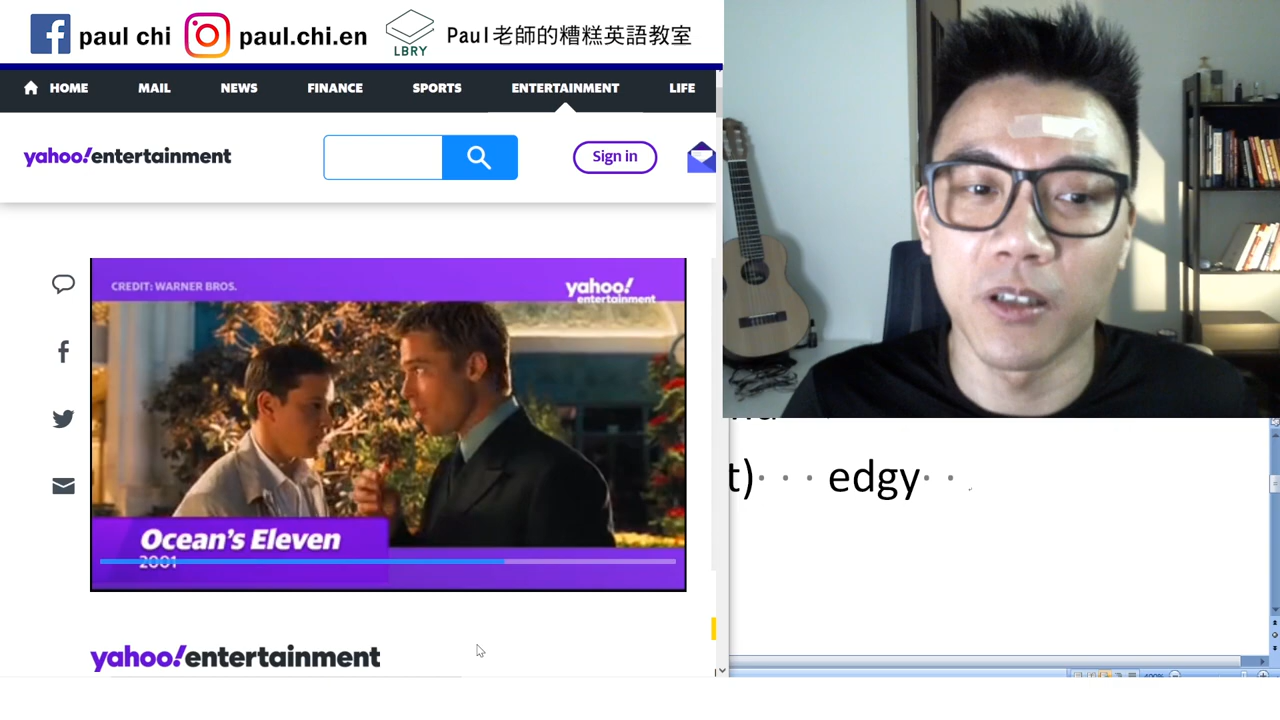 paul chi paul.chi.en LBRY Paul老師的糟糕英語教室
HOME MAIL NEWS FINANCE SPORTS ENTERTAINMENT LIFE
yahoo!entertainment
Sign in
CREDIT: WARNER BROS.
yahoo!
entertainment
Ocean's Eleven
2001
yahoo!entertainment
t)··· edgy··